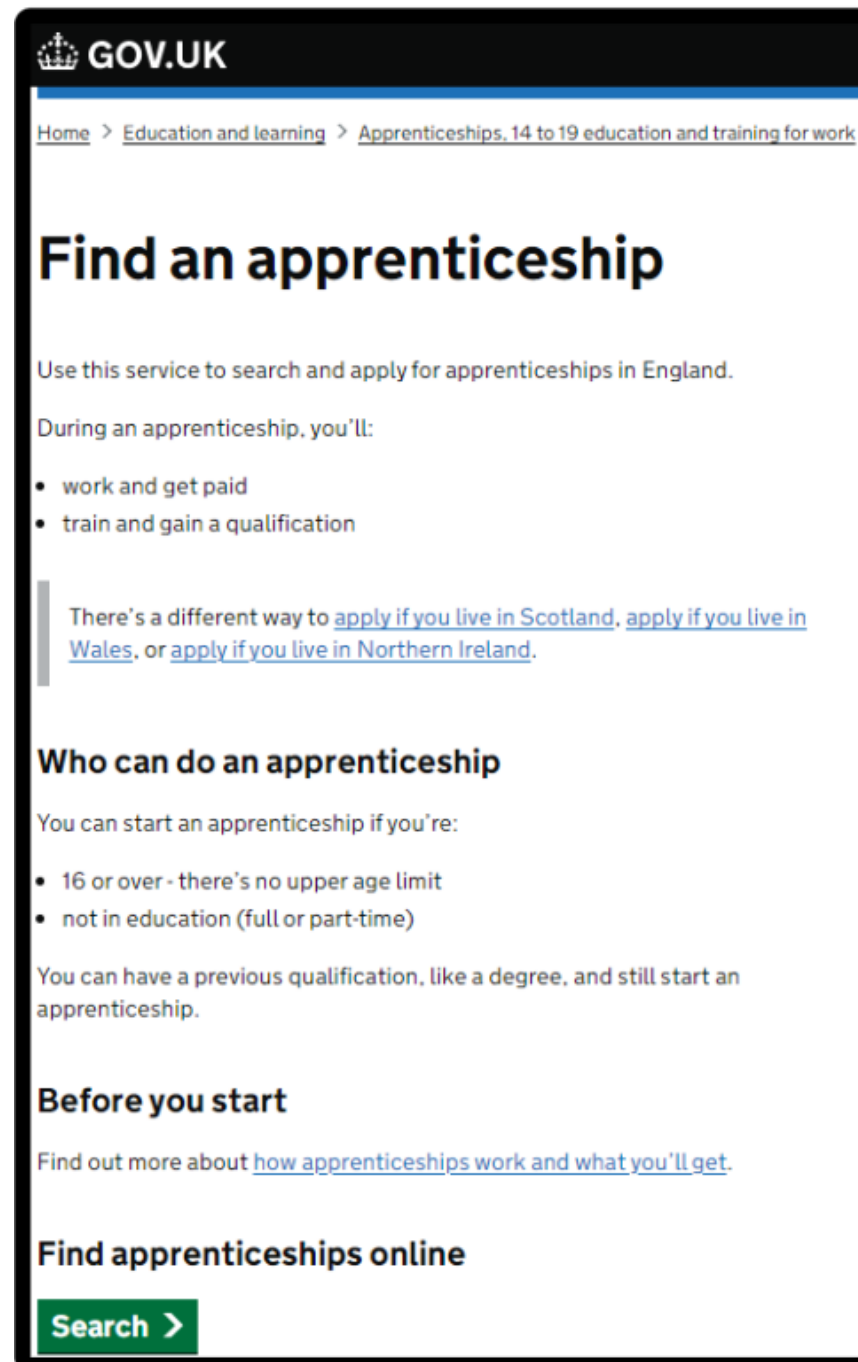 GOV.UK
Home > Education and learning > Apprenticeships, 14 to 19 education and training for work
Find an apprenticeship
Use this service to search and apply for apprenticeships in England.
During an apprenticeship, you'll:
• work and get paid
• train and gain a qualification
There's a different way to apply if you live in Scotland, apply if you live in
Wales, or apply if you live in Northern Ireland.
Who can do an apprenticeship
You can start an apprenticeship if you're:
• 16 or over - there's no upper age limit
• not in education (full or part-time)
You can have a previous qualification, like a degree, and still start an
apprenticeship.
Before you start
Find out more about how apprenticeships work and what you'll get.
Find apprenticeships online
Search >